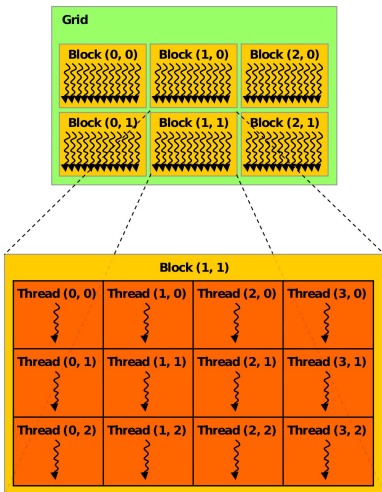 Grid
Block (0, 0) Block (1, 0) Block (2, 0)
Block (0, 1) Block (1, 1) Block (2, 1)
Block (1, 1)
Thread (0, 0) Thread (1, 0) Thread (2, 0) Thread (3, 0)
Thread (0, 1) Thread (1, 1) Thread (2, 1) Thread (3, 1)
Thread (0, 2) Thread (1, 2) Thread (2, 2) Thread (3, 2)